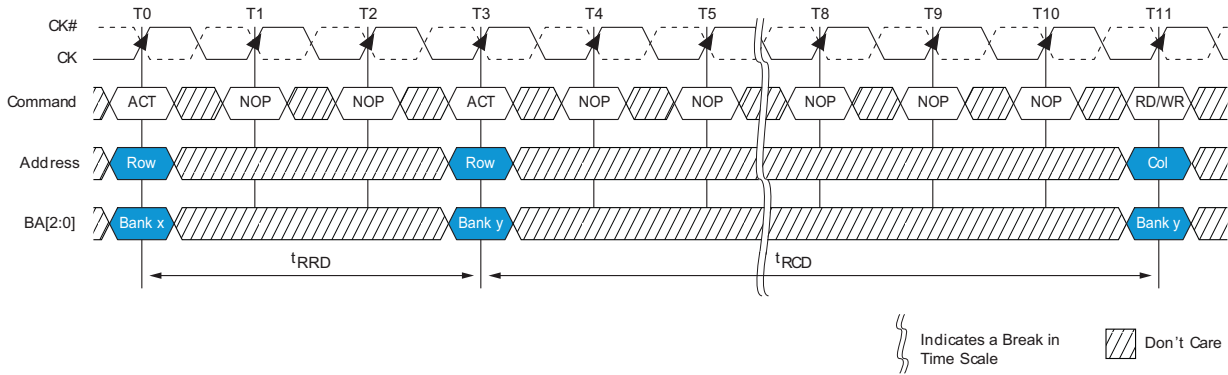 T0 T1 T2 T3 T4 T5 T8 T9 T10 T11
CK#
CK
Command ACT NOP NOP ACT NOP NOP NOP NOP NOP RD/WR
Address Row Row Col
BA[2:0] Bank x Bank y Bank y
tRRD tRCD
Indicates a Break in
Time Scale
Don't Care